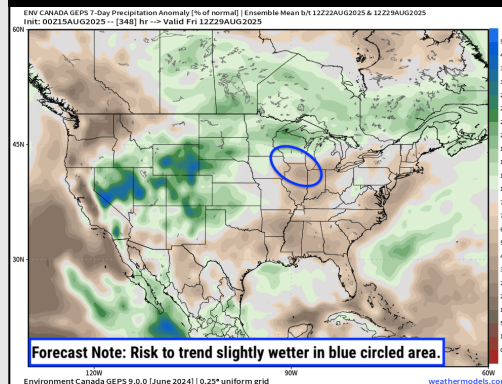 ENV CANADA GEPS 7-Day Precipitation Anomaly [% of normal] | Ensemble Mean b/t 12Z22AUG2025 & 12Z29AUG2025
Init: 00Z15AUG2025 -- [348] hr --> Valid Fri 12Z29AUG2025
60N
45N
30N
Forecast Note: Risk to trend slightly wetter in blue circled area.
120W
90W
60W
Environment Canada GEPS 9.0.0 [June 2024] | 0.25° uniform grid
weathermodels.co